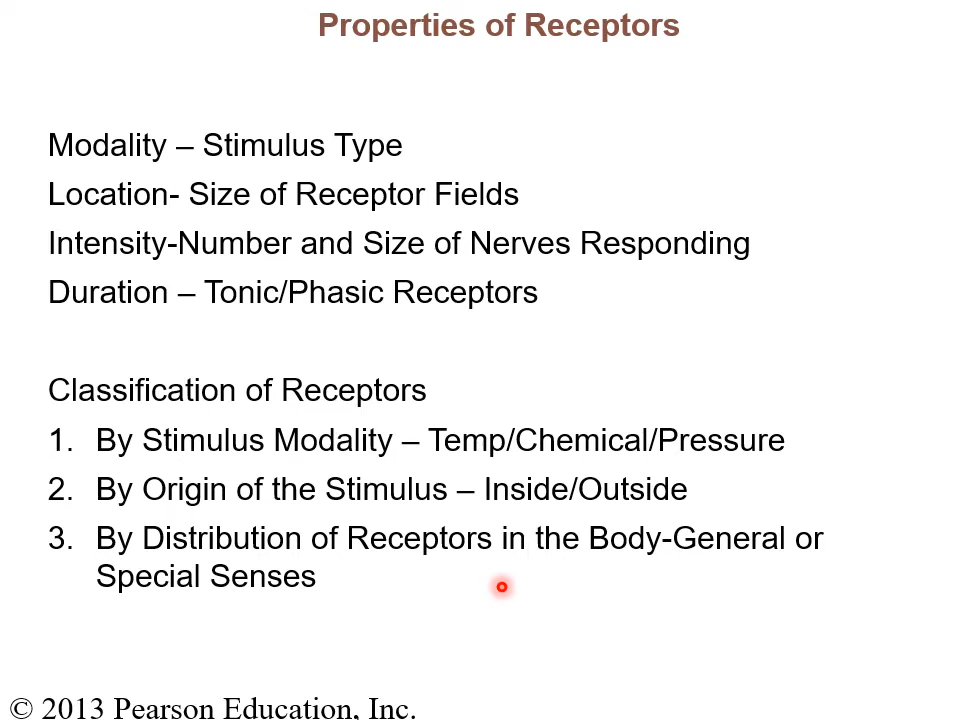 Properties of Receptors
Modality – Stimulus Type
Location- Size of Receptor Fields
Intensity-Number and Size of Nerves Responding
Duration – Tonic/Phasic Receptors
Classification of Receptors
1. By Stimulus Modality – Temp/Chemical/Pressure
2. By Origin of the Stimulus – Inside/Outside
3. By Distribution of Receptors in the Body-General or
Special Senses
© 2013 Pearson Education, Inc.